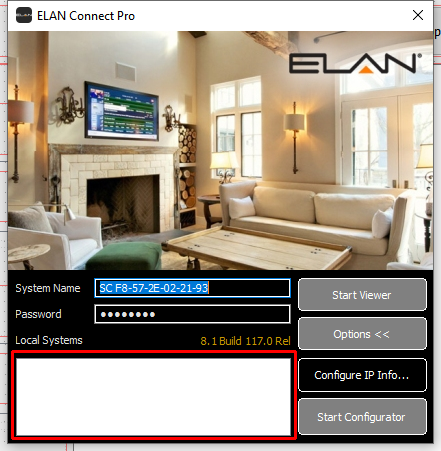 ELAN Connect Pro
ELAN
System Name
SC F8-57-2E-02-21-93
Start Viewer
Password
●●●●●●●●
Options <<
Local Systems
8.1 Build 117.0 Rel
Configure IP Info...
Start Configurator